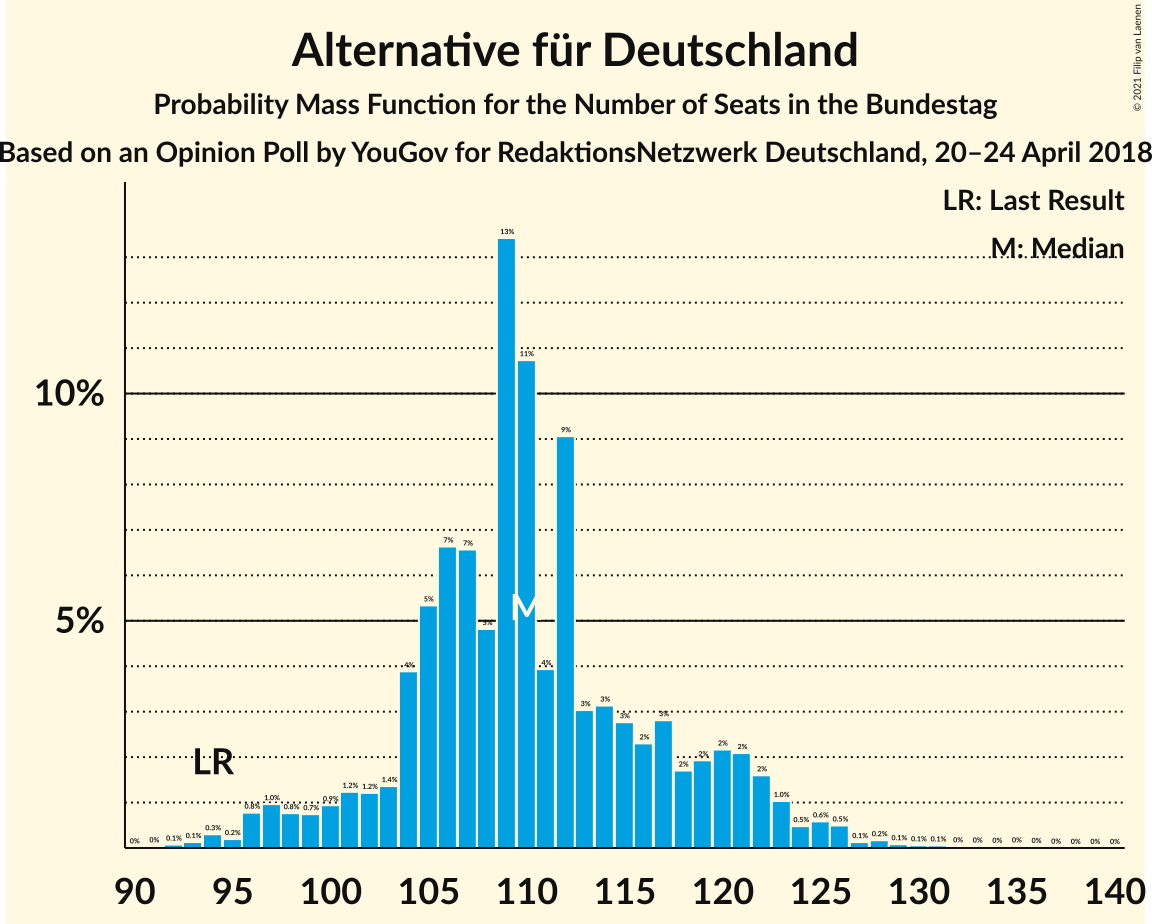 Alternative für Deutschland
© 2021 Filip van Laenen
Probability Mass Function for the Number of Seats in the Bundestag
Based on an Opinion Poll by YouGov for RedaktionsNetzwerk Deutschland, 20–24 April 2018
LR: Last Result
M: Median
10%
5%
0% 0% 0.1% 0.1% 0.3% 0.2% 0.8% 1.0% 0.8% 0.7% 0.9% 1.2% 1.2% 1.4% 4% 5% 7% 7% 5% 13% 11% 4% 9% 3% 3% 3% 2% 3% 2% 2% 2% 2% 2% 1.0% 0.5% 0.6% 0.5% 0.1% 0.2% 0.1% 0.1% 0.1% 0% 0% 0% 0% 0% 0% 0% 0% 0%
M
LR
90 95 100 105 110 115 120 125 130 135 140